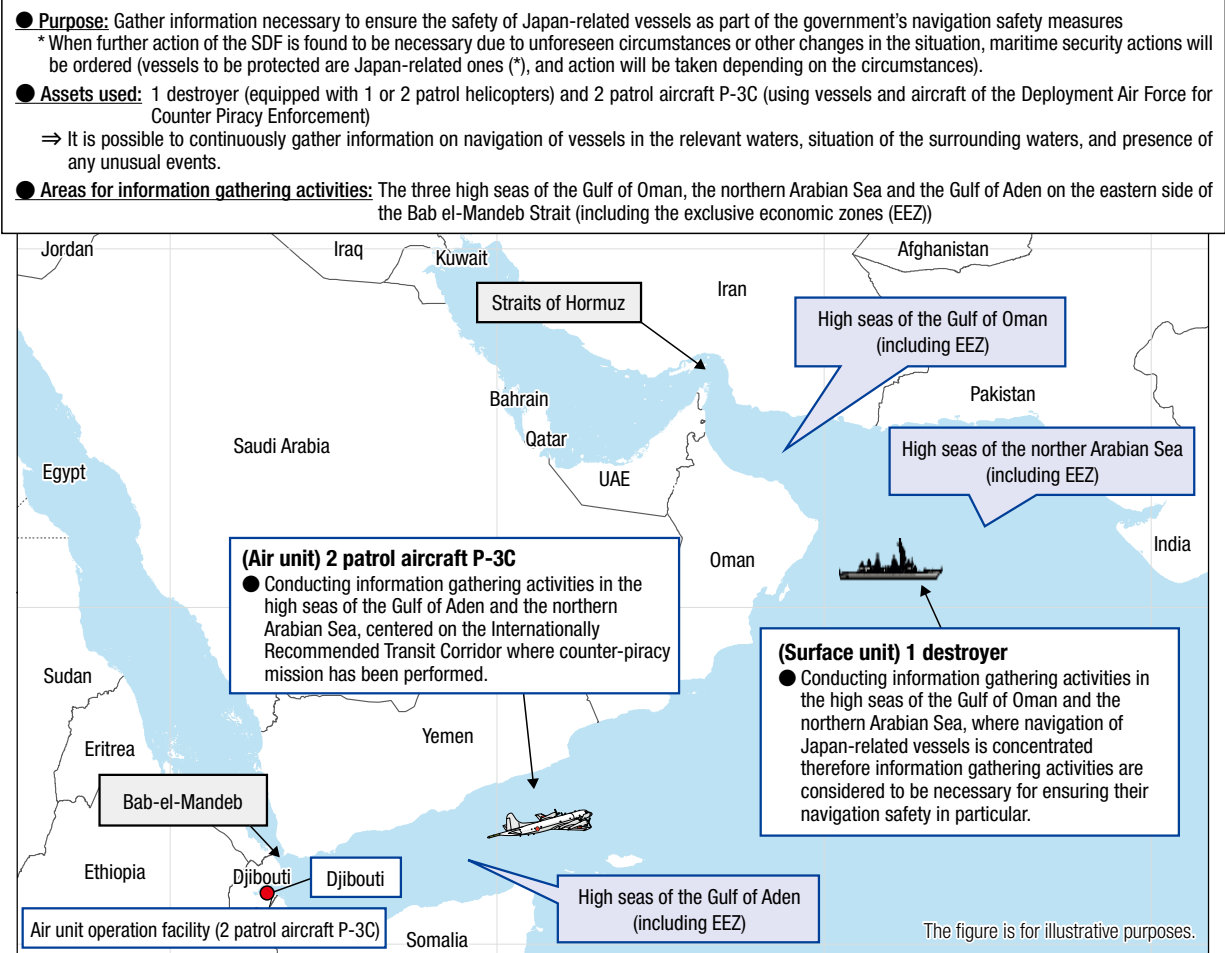 ● Purpose: Gather information necessary to ensure the safety of Japan-related vessels as part of the government’s navigation safety measures
* When further action of the SDF is found to be necessary due to unforeseen circumstances or other changes in the situation, maritime security actions will
be ordered (vessels to be protected are Japan-related ones (*), and action will be taken depending on the circumstances).
● Assets used: 1 destroyer (equipped with 1 or 2 patrol helicopters) and 2 patrol aircraft P-3C (using vessels and aircraft of the Deployment Air Force for
Counter Piracy Enforcement)
⇒ It is possible to continuously gather information on navigation of vessels in the relevant waters, situation of the surrounding waters, and presence of
any unusual events.
● Areas for information gathering activities: The three high seas of the Gulf of Oman, the northern Arabian Sea and the Gulf of Aden on the eastern side of
the Bab el-Mandeb Strait (including the exclusive economic zones (EEZ))
Jordan
Iraq
Kuwait
Afghanistan
Iran
Straits of Hormuz
High seas of the Gulf of Oman
(including EEZ)
Pakistan
Bahrain
Qatar
Saudi Arabia
UAE
Egypt
High seas of the norther Arabian Sea
(including EEZ)
India
Oman
(Air unit) 2 patrol aircraft P-3C
● Conducting information gathering activities in the
high seas of the Gulf of Aden and the northern
Arabian Sea, centered on the Internationally
Recommended Transit Corridor where counter-piracy
mission has been performed.
(Surface unit) 1 destroyer
● Conducting information gathering activities in
the high seas of the Gulf of Oman and the
northern Arabian Sea, where navigation of
Japan-related vessels is concentrated
therefore information gathering activities are
considered to be necessary for ensuring their
navigation safety in particular.
Sudan
Eritrea
Yemen
Bab-el-Mandeb
Ethiopia
Djibouti
Djibouti
High seas of the Gulf of Aden
(including EEZ)
Air unit operation facility (2 patrol aircraft P-3C)
Somalia
The figure is for illustrative purposes.